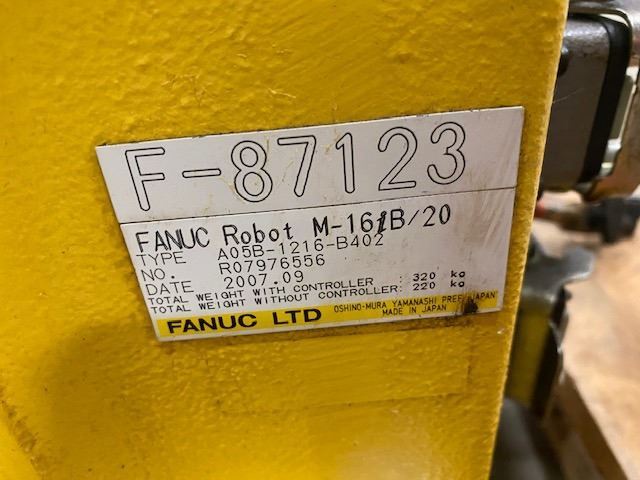 F-87123
FANUC Robot M-16iB/20
TYPE A05B-1216-B402
NO. R07976556
DATE 2007.09
TOTAL WEIGHT WITH CONTROLLER : 320 kg
TOTAL WEIGHT WITHOUT CONTROLLER: 220 kg
FANUC LTD
OSHINO-MURA YAMANASHI PREF. JAPAN
MADE IN JAPAN